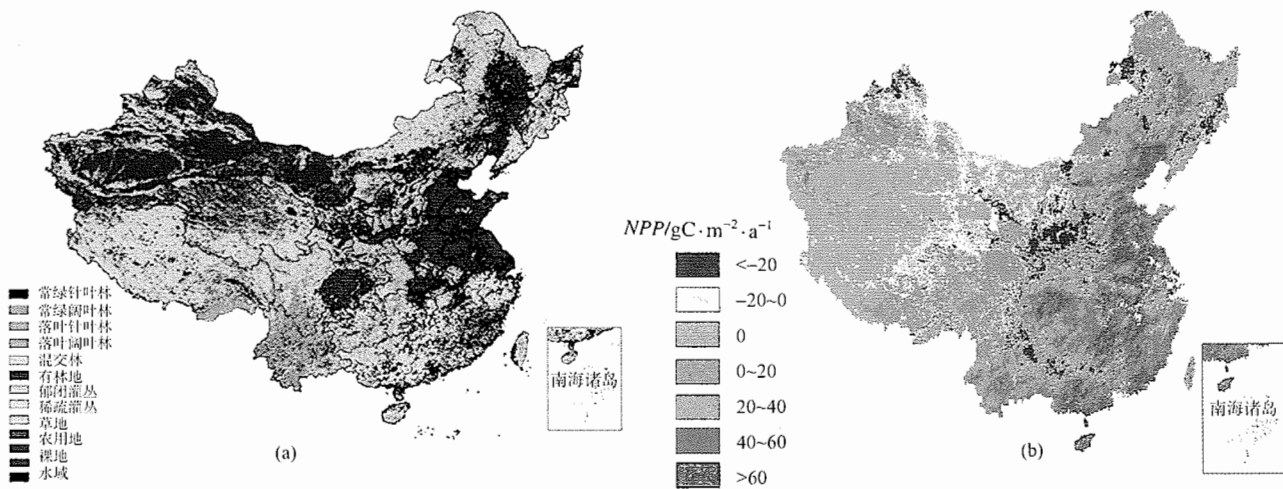 常绿针叶林
常绿阔叶林
落叶针叶林
落叶阔叶林
混交林
有林地
郁闭灌丛
稀疏灌丛
草地
农用地
裸地
水域
(a)
南海诸岛
NPP/gC·m⁻²·a⁻¹
<-20
-20~0
0
0~20
20~40
40~60
>60
(b)
南海诸岛